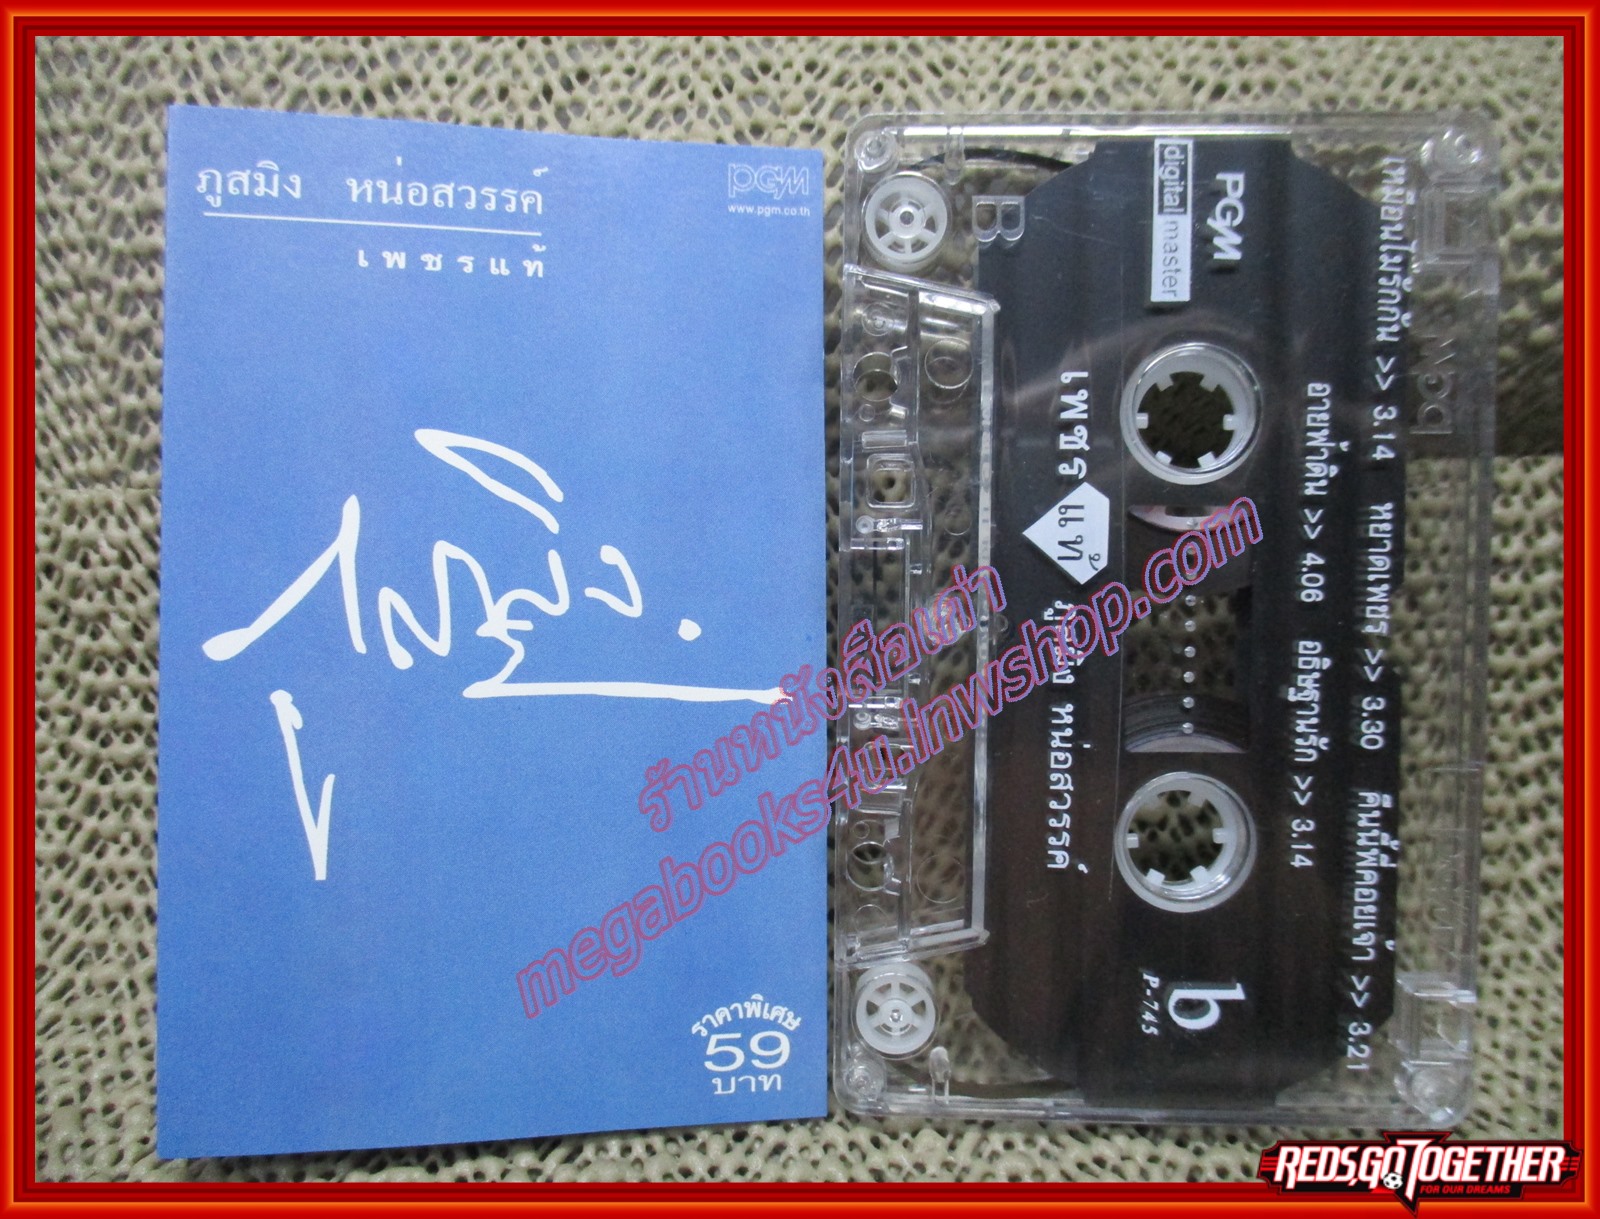 ภูสมิง หน่อสวรรค์
เพชรแท้
PGM
www.pgm.co.th
ราคาพิเศษ
59
บาท
B
PGM
digital master
เพชรแท้
ภูสมิง หน่อสวรรค์
b
P-745
เหมือนไม่รักกัน >> 3.14 หยาดเพชร >> 3.30 คืนนี้พี่คอยเจ้า >> 3.21
อายฟ้าดิน >> 4.06 อธิษฐานรัก >> 3.14
ร้านหนังสือเก่า
megabooks4u.lnwshop.com
REDS,GO TOGETHER
FOR OUR DREAMS